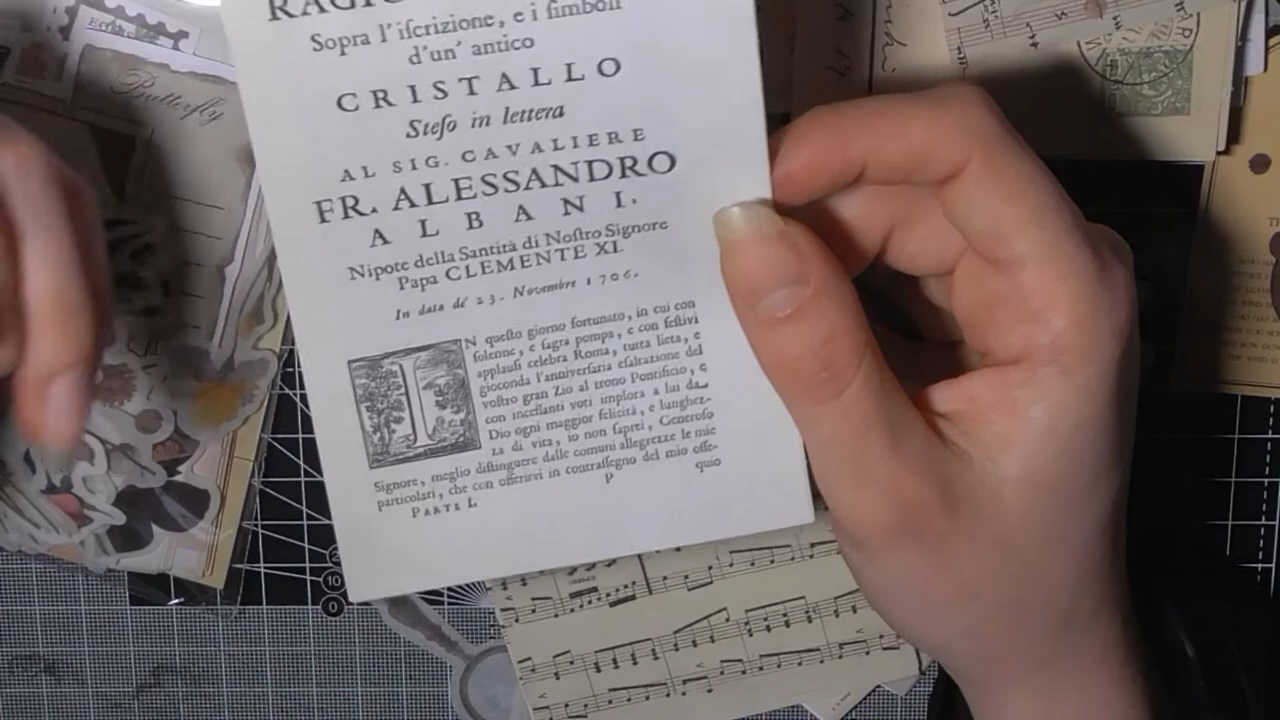 Sopra l'iſcrizione, e i ſimboli
d'un' antico
CRISTALLO
Steſo in lettera
AL SIG. CAVALIERE
FR. ALESSANDRO
ALBANI,
Nipote della Santità di Noſtro Signore
Papa CLEMENTE XI.
In data de' 23. Novembre 1706.
IN queſto giorno fortunato, in cui con
ſolenne, e ſagra pompa, e con feſtivi
applauſi celebra Roma, tutta lieta, e
gioconda l'anniverſaria eſaltazione del
voſtro gran Zio al trono Pontificio, e
con inceſſanti voti implora a lui da
Dio ogni maggior felicità, e lunghez-
za di vita, io non ſaprei, Generoſo
Signore, meglio diſtinguere dalle comuni allegrezze le mie
particolari, che con offerirvi in contraſſegno del mio oſſe-
PARTE I.
P
quio
Butterfly
2
10
0